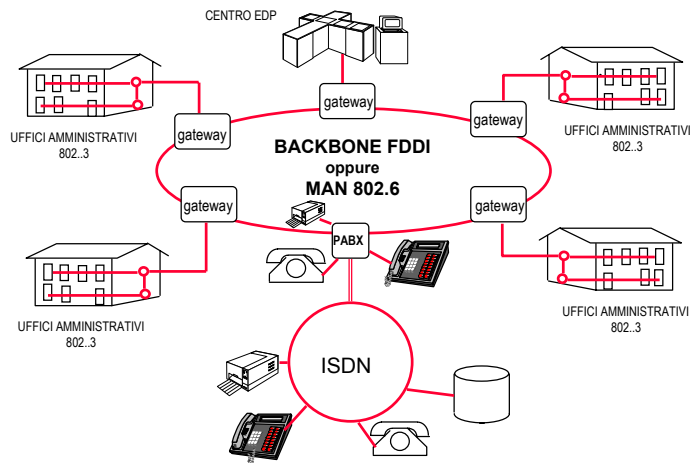 CENTRO EDP
gateway
gateway
gateway
UFFICI AMMINISTRATIVI
802..3
UFFICI AMMINISTRATIVI
802..3
BACKBONE FDDI
oppure
MAN 802.6
gateway
gateway
PABX
UFFICI AMMINISTRATIVI
802..3
UFFICI AMMINISTRATIVI
802..3
ISDN